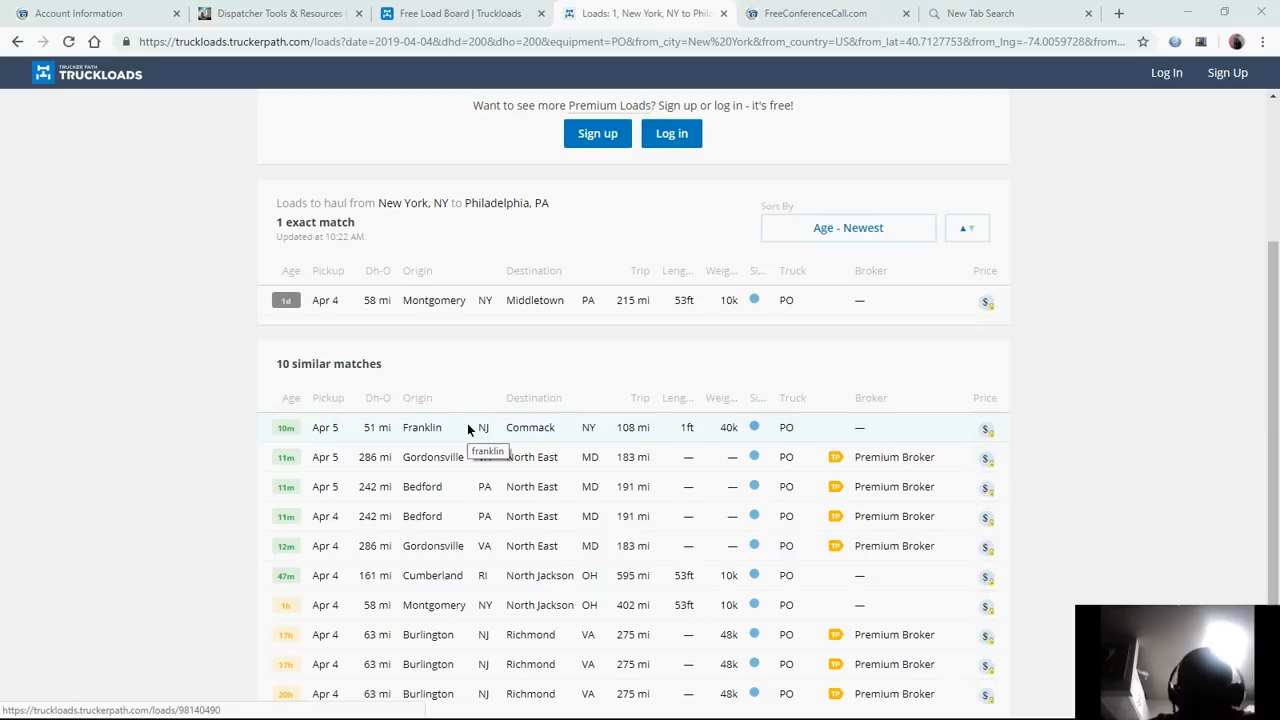 Account Information
Dispatcher Tools & Resources
Free Load Board | Truckloads
Loads: 1, New York, NY to Phila
FreeConferenceCall.com
New Tab Search
https://truckloads.truckerpath.com/loads?date=2019-04-04&dhd=200&dho=200&equipment=PO&from_city=New%20York&from_country=US&from_lat=40.7127753&from_lng=-74.0059728&from...
TRUCKER PATH
TRUCKLOADS
Log In
Sign Up
Want to see more Premium Loads? Sign up or log in - it's free!
Sign up
Log in
Loads to haul from New York, NY to Philadelphia, PA
1 exact match
Updated at 10:22 AM.
Sort By
Age - Newest
Age Pickup Dh-O Origin Destination Trip Leng... Weig... Si... Truck Broker Price
1d Apr 4 58 mi Montgomery NY Middletown PA 215 mi 53ft 10k PO —
10 similar matches
Age Pickup Dh-O Origin Destination Trip Leng... Weig... Si... Truck Broker Price
10m Apr 5 51 mi Franklin NJ Commack NY 108 mi 1ft 40k PO —
franklin
11m Apr 5 286 mi Gordonsville North East MD 183 mi — — PO TP Premium Broker
11m Apr 5 242 mi Bedford PA North East MD 191 mi — — PO TP Premium Broker
11m Apr 4 242 mi Bedford PA North East MD 191 mi — — PO TP Premium Broker
12m Apr 4 286 mi Gordonsville VA North East MD 183 mi — — PO TP Premium Broker
47m Apr 4 161 mi Cumberland RI North Jackson OH 595 mi 53ft 10k PO —
1h Apr 4 58 mi Montgomery NY North Jackson OH 402 mi 53ft 10k PO —
17h Apr 4 63 mi Burlington NJ Richmond VA 275 mi — 48k PO TP Premium Broker
17h Apr 4 63 mi Burlington NJ Richmond VA 275 mi — 48k PO TP Premium Broker
20h Apr 4 63 mi Burlington NJ Richmond VA 275 mi — 48k PO TP Premium Broker
https://truckloads.truckerpath.com/loads/98140490